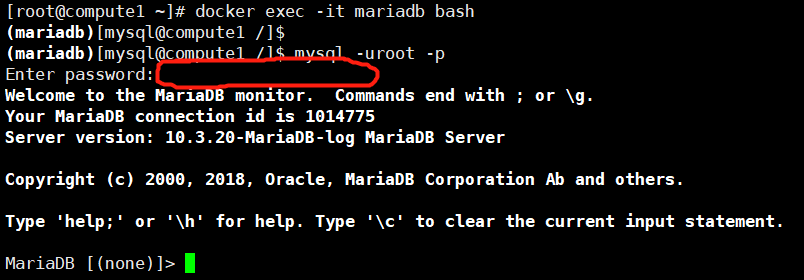 [root@compute1 ~]# docker exec -it mariadb bash
(mariadb)[mysql@compute1 /]$
(mariadb)[mysql@compute1 /]$ mysql -uroot -p
Enter password:
Welcome to the MariaDB monitor.  Commands end with ; or \g.
Your MariaDB connection id is 1014775
Server version: 10.3.20-MariaDB-log MariaDB Server
Copyright (c) 2000, 2018, Oracle, MariaDB Corporation Ab and others.
Type 'help;' or '\h' for help. Type '\c' to clear the current input statement.
MariaDB [(none)]>